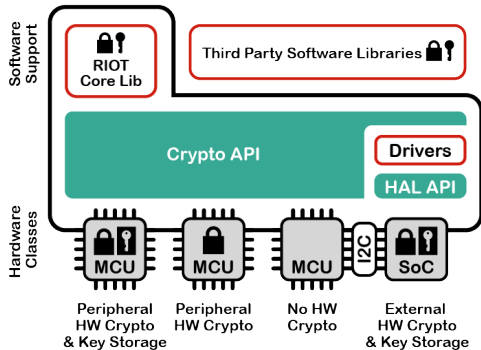 Software
Support
RIOT
Core Lib
Third Party Software Libraries
Crypto API
Drivers
HAL API
Hardware
Classes
MCU
MCU
MCU
I2C
SoC
Peripheral
HW Crypto
& Key Storage
Peripheral
HW Crypto
No HW
Crypto
External
HW Crypto
& Key Storage